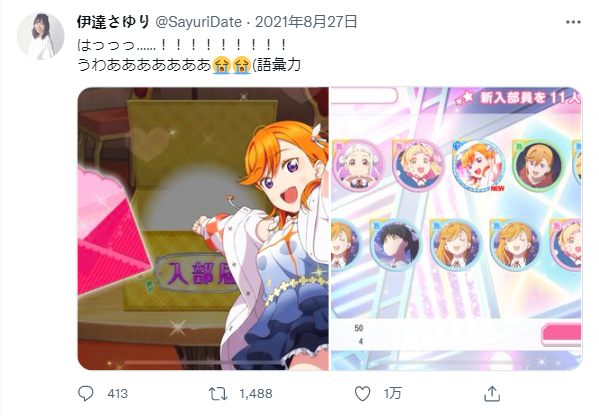 伊達さゆり @SayuriDate · 2021年8月27日
はっっっ……！！！！！！！！！
うわあああああああ😭😭(語彙力
入部届
新入部員を 11人
NEW
50
4
413
1,488
1万